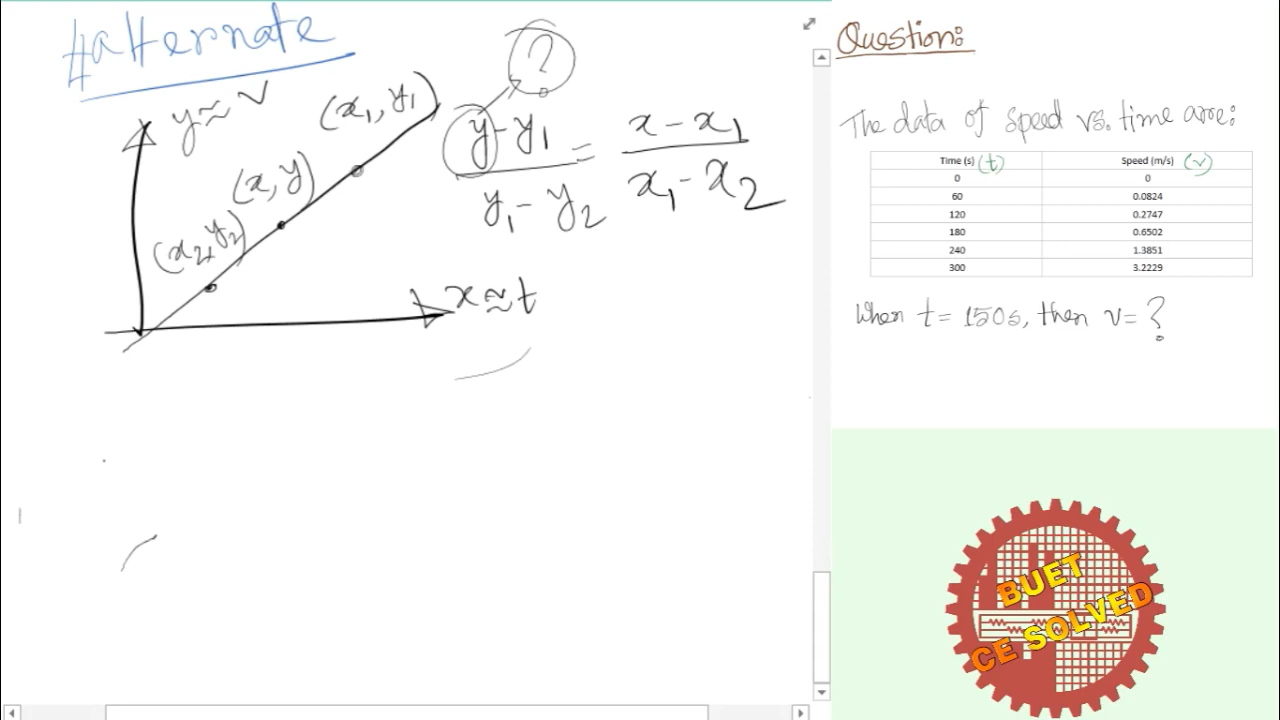 #alternate
y ≈ v
(x1, y1)
(x, y)
(x2, y2)
x ≈ t
?
y - y1 / y1 - y2 = x - x1 / x1 - x2
Question:
The data of speed vs. time are:
Time (s) (t) Speed (m/s) (v)
0 0
60 0.0824
120 0.2747
180 0.6502
240 1.3851
300 3.2229
When t = 150s, then v = ?
BUET
CE SOLVED